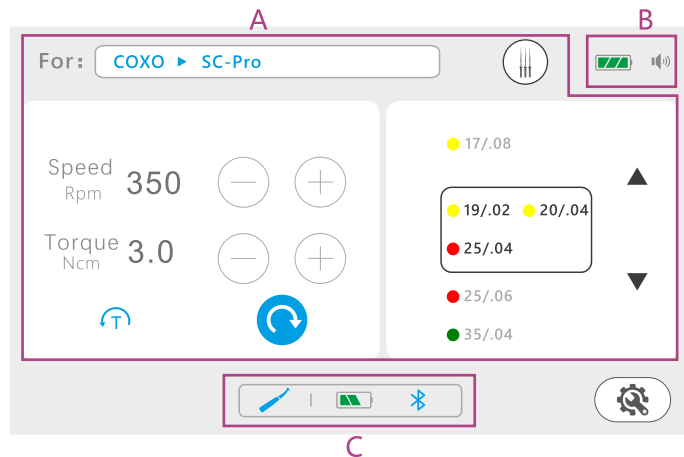 A
B
For: COXO ▶ SC-Pro
Speed
Rpm
350
Torque
Ncm
3.0
T
17/.08
19/.02 20/.04
25/.04
25/.06
35/.04
C